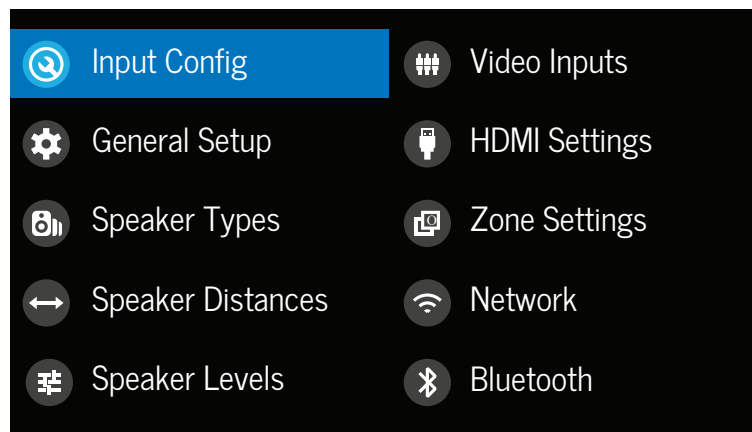 Input Config
General Setup
Speaker Types
Speaker Distances
Speaker Levels
Video Inputs
HDMI Settings
Zone Settings
Network
Bluetooth